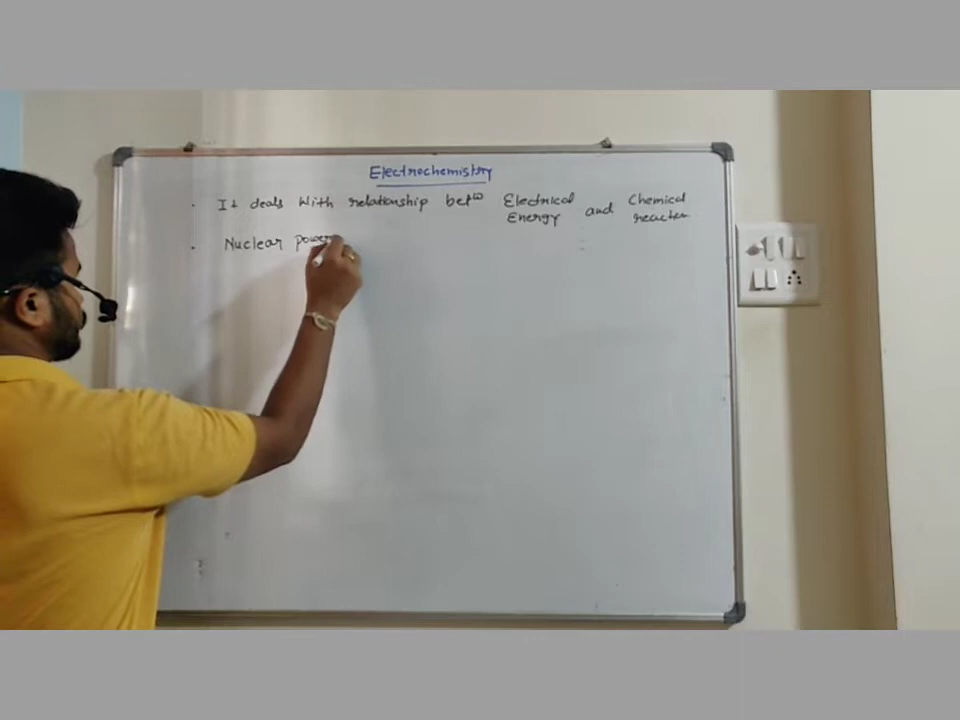 Electrochemistry
. It deals with relationship betⁿ Electrical Energy and Chemical reaction
. Nuclear power